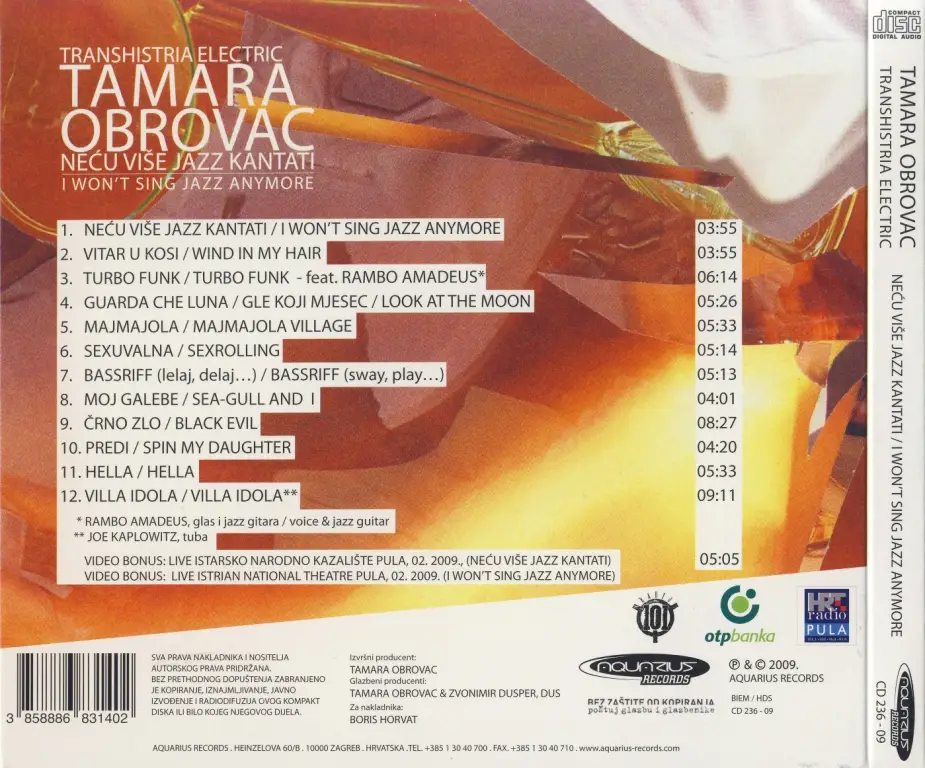 TRANSHISTRIA ELECTRIC
TAMARA
OBROVAC
NEĆU VIŠE JAZZ KANTATI
I WON'T SING JAZZ ANYMORE
1. NEĆU VIŠE JAZZ KANTATI / I WON'T SING JAZZ ANYMORE 03:55
2. VITAR U KOSI / WIND IN MY HAIR 03:55
3. TURBO FUNK / TURBO FUNK - feat. RAMBO AMADEUS* 06:14
4. GUARDA CHE LUNA / GLE KOJI MJESEC / LOOK AT THE MOON 05:26
5. MAJMAJOLA / MAJMAJOLA VILLAGE 05:33
6. SEXUVALNA / SEXROLLING 05:14
7. BASSRIFF (lelaj, delaj...) / BASSRIFF (sway, play...) 05:13
8. MOJ GALEBE / SEA-GULL AND I 04:01
9. ČRNO ZLO / BLACK EVIL 08:27
10. PREDI / SPIN MY DAUGHTER 04:20
11. HELLA / HELLA 05:33
12. VILLA IDOLA / VILLA IDOLA** 09:11
* RAMBO AMADEUS, glas i jazz gitara / voice & jazz guitar
** JOE KAPLOWITZ, tuba
VIDEO BONUS: LIVE ISTARSKO NARODNO KAZALIŠTE PULA, 02. 2009., (NEĆU VIŠE JAZZ KANTATI) 05:05
VIDEO BONUS: LIVE ISTRIAN NATIONAL THEATRE PULA, 02. 2009. (I WON'T SING JAZZ ANYMORE)
101
otpbanka
HRT
radio
PULA
3 858886 831402
SVA PRAVA NAKLADNIKA I NOSITELJA
AUTORSKOG PRAVA PRIDRŽANA.
BEZ PRETHODNOG DOPUŠTENJA ZABRANJENO
JE KOPIRANJE, IZNAJMLJIVANJE, JAVNO
IZVOĐENJE I RADIODIFUZIJA OVOG KOMPAKT
DISKA ILI BILO KOJEG NJEGOVOG DIJELA.
Izvršni producent:
TAMARA OBROVAC
Glazbeni producenti:
TAMARA OBROVAC & ZVONIMIR DUSPER, DUS
Za nakladnika:
BORIS HORVAT
AQUARIUS
RECORDS
BEZ ZAŠTITE OD KOPIRANJA
poštuj glazbu i glazbenike
℗ & © 2009.
AQUARIUS RECORDS
BIEM / HDS
CD 236 - 09
AQUARIUS RECORDS . HEINZELOVA 60/B . 10000 ZAGREB . HRVATSKA .TEL. +385 1 30 40 700 . FAX. +385 1 30 40 710 . www.aquarius-records.com
COMPACT
disc
DIGITAL AUDIO
TAMARA OBROVAC
TRANSHISTRIA ELECTRIC
NEĆU VIŠE JAZZ KANTATI / I WON'T SING JAZZ ANYMORE
AQUARIUS
RECORDS
CD 236 - 09